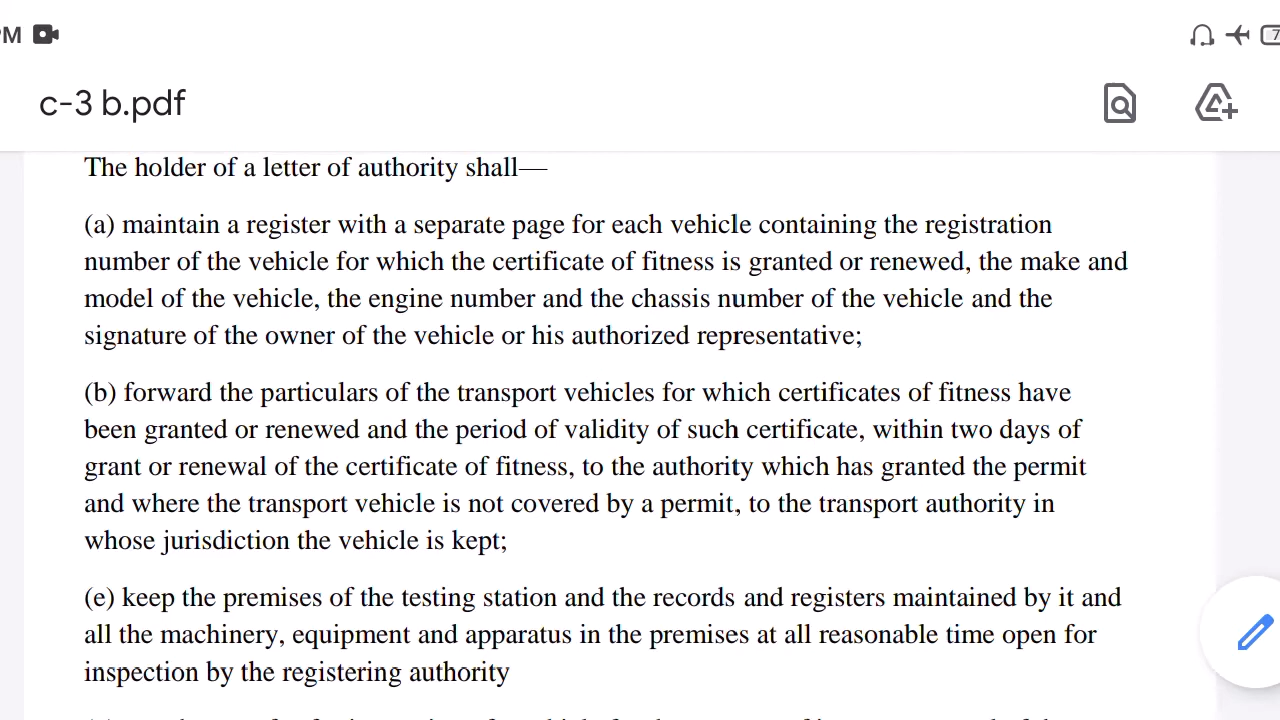 PM
7
c-3 b.pdf
The holder of a letter of authority shall—
(a) maintain a register with a separate page for each vehicle containing the registration
number of the vehicle for which the certificate of fitness is granted or renewed, the make and
model of the vehicle, the engine number and the chassis number of the vehicle and the
signature of the owner of the vehicle or his authorized representative;
(b) forward the particulars of the transport vehicles for which certificates of fitness have
been granted or renewed and the period of validity of such certificate, within two days of
grant or renewal of the certificate of fitness, to the authority which has granted the permit
and where the transport vehicle is not covered by a permit, to the transport authority in
whose jurisdiction the vehicle is kept;
(e) keep the premises of the testing station and the records and registers maintained by it and
all the machinery, equipment and apparatus in the premises at all reasonable time open for
inspection by the registering authority